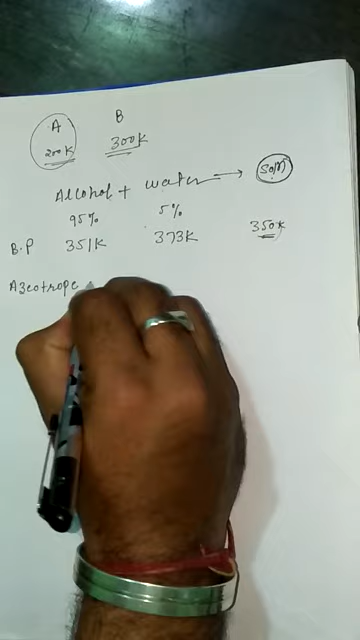 A B
200K 300K
Alcohol + water → Soln
95% 5%
B.P 351K 373K 350K
Azeotrope